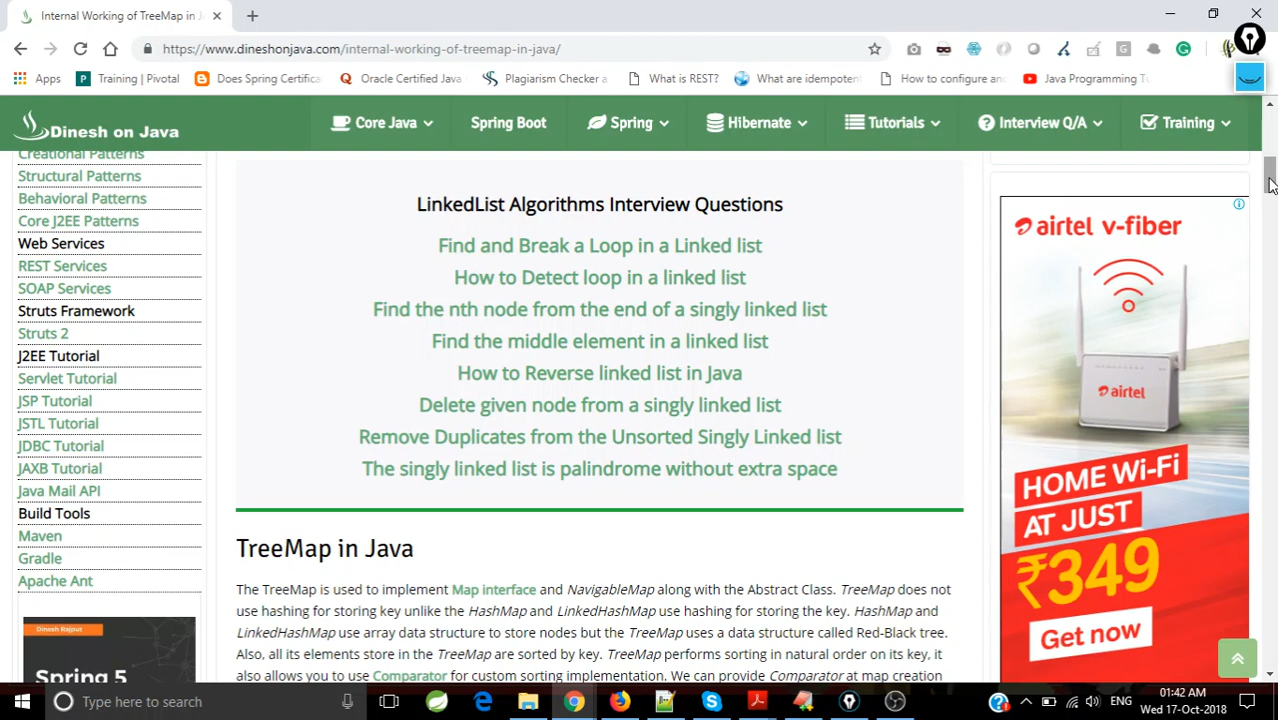 Internal Working of TreeMap in J
https://www.dineshonjava.com/internal-working-of-treemap-in-java/
Apps
Training | Pivotal
Does Spring Certifica
Oracle Certified Java
Plagiarism Checker a
What is REST?
What are idempotent
How to configure and
Java Programming Tu
Dinesh on Java
Core Java
Spring Boot
Spring
Hibernate
Tutorials
Interview Q/A
Training
Creational Patterns
Structural Patterns
Behavioral Patterns
Core J2EE Patterns
Web Services
REST Services
SOAP Services
Struts Framework
Struts 2
J2EE Tutorial
Servlet Tutorial
JSP Tutorial
JSTL Tutorial
JDBC Tutorial
JAXB Tutorial
Java Mail API
Build Tools
Maven
Gradle
Apache Ant
Dinesh Rajput
Spring 5
LinkedList Algorithms Interview Questions
Find and Break a Loop in a Linked list
How to Detect loop in a linked list
Find the nth node from the end of a singly linked list
Find the middle element in a linked list
How to Reverse linked list in Java
Delete given node from a singly linked list
Remove Duplicates from the Unsorted Singly Linked list
The singly linked list is palindrome without extra space
TreeMap in Java
The TreeMap is used to implement Map interface and NavigableMap along with the Abstract Class. TreeMap does not
use hashing for storing key unlike the HashMap and LinkedHashMap use hashing for storing the key. HashMap and
LinkedHashMap use array data structure to store nodes but the TreeMap uses a data structure called Red-Black tree.
Also, all its elements store in the TreeMap are sorted by key. TreeMap performs sorting in natural order on its key, it
also allows you to use Comparator for custom sorting implementation. We can provide Comparator at map creation
airtel v-fiber
airtel
HOME Wi-Fi
AT JUST
₹349
Get now
Type here to search
ENG
01:42 AM
Wed 17-Oct-2018